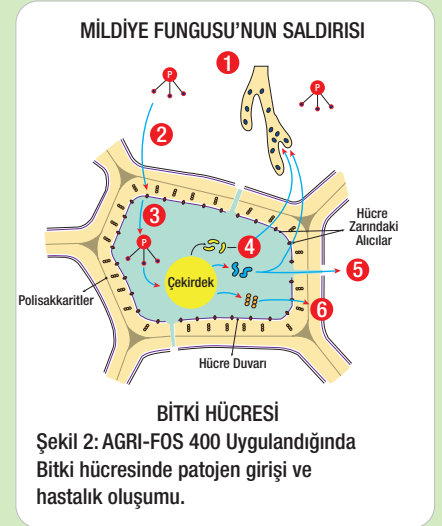 MİLDİYE FUNGUSU’NUN SALDIRISI
1
P
P
2
3
P
4
Hücre
Zarındaki
Alıcılar
Çekirdek
5
Polisakkaritler
6
Hücre Duvarı
BİTKİ HÜCRESİ
Şekil 2: AGRI-FOS 400 Uygulandığında
Bitki hücresinde patojen girişi ve
hastalık oluşumu.